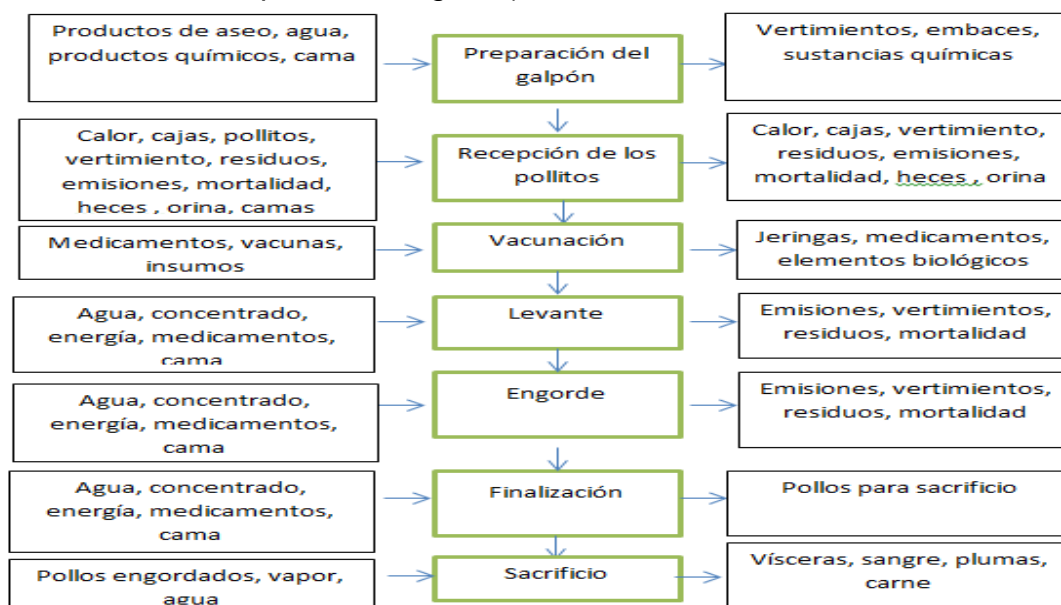 Productos de aseo, agua,
productos químicos, cama
Preparación del
galpón
Vertimientos, embaces,
sustancias químicas
Calor, cajas, pollitos,
vertimiento, residuos,
emisiones, mortalidad,
heces , orina, camas
Recepción de los
pollitos
Calor, cajas, vertimiento,
residuos, emisiones,
mortalidad, heces , orina
Medicamentos, vacunas,
insumos
Vacunación
Jeringas, medicamentos,
elementos biológicos
Agua, concentrado,
energía, medicamentos,
cama
Levante
Emisiones, vertimientos,
residuos, mortalidad
Agua, concentrado,
energía, medicamentos,
cama
Engorde
Emisiones, vertimientos,
residuos, mortalidad
Agua, concentrado,
energía, medicamentos,
cama
Finalización
Pollos para sacrificio
Pollos engordados, vapor,
agua
Sacrificio
Vísceras, sangre, plumas,
carne